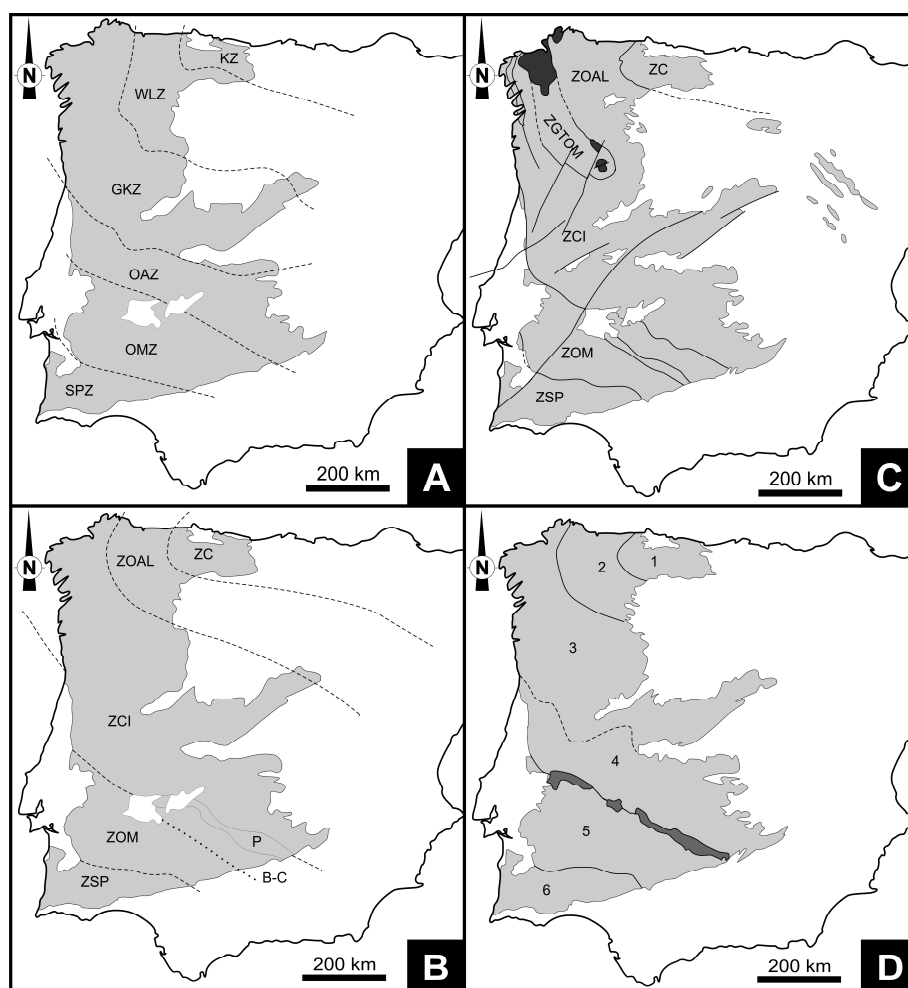 N
KZ
WLZ
GKZ
OAZ
OMZ
SPZ
200 km
A
N
ZOAL
ZC
ZGTOM
ZCI
ZOM
ZSP
200 km
C
N
ZOAL
ZC
ZCI
ZOM
P
ZSP
B-C
200 km
B
N
1
2
3
4
5
6
200 km
D